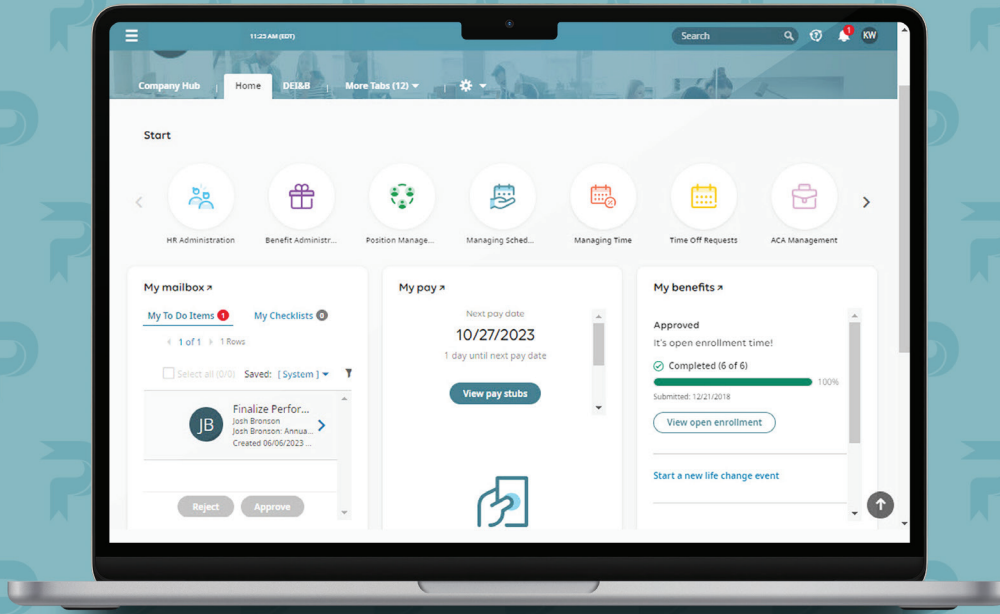 11:25 AM (EDT)
Search
1
KW
Company Hub
Home
DEI&B
More Tabs (12)
Start
HR Administration
Benefit Administr...
Position Manage...
Managing Sched...
Managing Time
Time Off Requests
ACA Management
My mailbox
My To Do Items 1
My Checklists 0
1 of 1
1 Rows
Select all (0/0)
Saved: [ System ]
JB
Finalize Perfor...
Josh Bronson
Josh Bronson: Annua...
Created 06/06/2023 ...
Reject
Approve
My pay
Next pay date
10/27/2023
1 day until next pay date
View pay stubs
My benefits
Approved
It's open enrollment time!
Completed (6 of 6)
100%
Submitted: 12/21/2018
View open enrollment
Start a new life change event